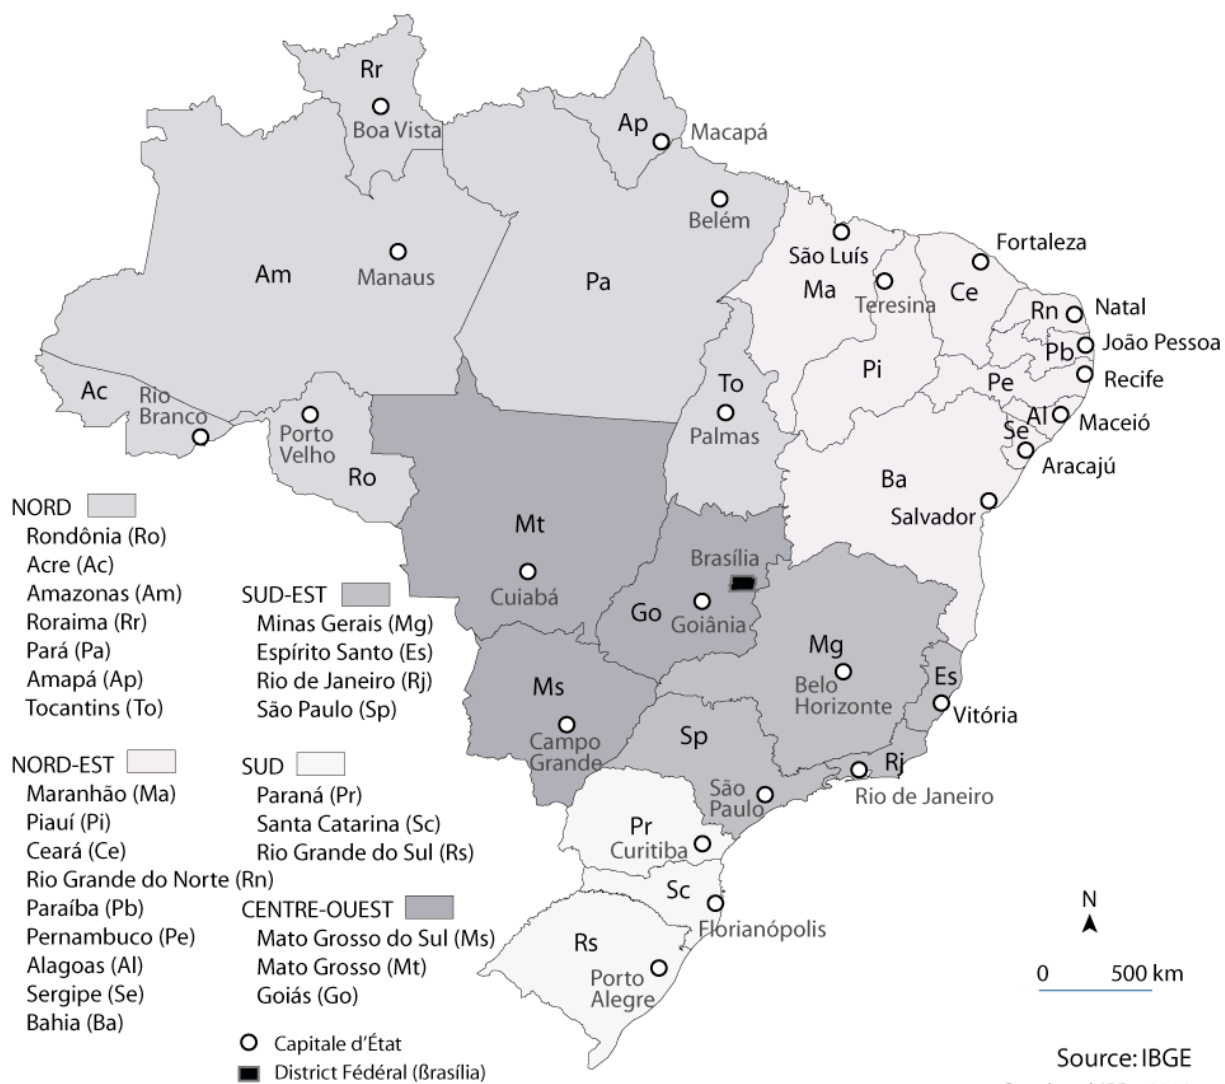 Rr
Boa Vista
Ap
Macapá
Belém
Am
Manaus
Pa
São Luís
Ma
Teresina
Fortaleza
Ce
Rn
Natal
Pb
João Pessoa
Pi
Pe
Recife
Al
Maceió
Se
Aracajú
Ac
Rio
Branco
Porto
Velho
Ro
To
Palmas
Ba
Salvador
Mt
Cuiabá
Brasília
Go
Goiânia
Mg
Belo
Horizonte
Es
Vitória
Ms
Campo
Grande
Sp
São
Paulo
Rj
Rio de Janeiro
Pr
Curitiba
Sc
Florianópolis
Rs
Porto
Alegre
NORD
Rondônia (Ro)
Acre (Ac)
Amazonas (Am)
Roraima (Rr)
Pará (Pa)
Amapá (Ap)
Tocantins (To)
NORD-EST
Maranhão (Ma)
Piauí (Pi)
Ceará (Ce)
Rio Grande do Norte (Rn)
Paraíba (Pb)
Pernambuco (Pe)
Alagoas (Al)
Sergipe (Se)
Bahia (Ba)
SUD-EST
Minas Gerais (Mg)
Espírito Santo (Es)
Rio de Janeiro (Rj)
São Paulo (Sp)
SUD
Paraná (Pr)
Santa Catarina (Sc)
Rio Grande do Sul (Rs)
CENTRE-OUEST
Mato Grosso do Sul (Ms)
Mato Grosso (Mt)
Goiás (Go)
Capitale d'État
District Fédéral (Brasília)
N
0 500 km
Source: IBGE